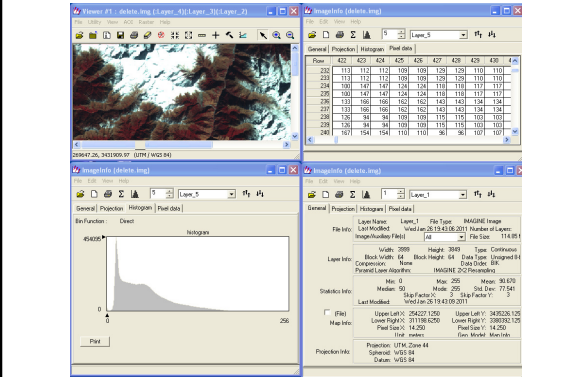 Viewer #1 : delete.img (:Layer_4)(:Layer_3)(:Layer_2)
File Utility View AOI Raster Help
269647.26, 3431909.97 (UTM / WGS 84)
ImageInfo (delete.img)
File Edit View Help
5 Layer_5
General Projection Histogram Pixel data
Row 422 423 424 425 426 427 428 429 430
232 113 112 112 109 109 129 129 110 110
233 113 112 112 109 109 129 129 110 110
234 100 147 147 124 124 118 118 117 117
235 100 147 147 124 124 118 118 117 117
236 133 166 166 162 162 143 143 134 134
237 133 166 166 162 162 143 143 134 134
238 126 94 94 109 109 115 115 103 103
239 126 94 94 109 109 115 115 103 103
240 167 154 154 110 110 96 96 107 107
ImageInfo (delete.img)
File Edit View Help
5 Layer_5
General Projection Histogram Pixel data
Bin Function : Direct
histogram
454095
0
0 256
Print
ImageInfo (delete.img)
File Edit View Help
1 Layer_1
General Projection Histogram Pixel data
File Info: Layer Name: Layer_1 File Type: IMAGINE Image
Last Modified: Wed Jan 26 19:43:06 2011 Number of Layers:
Image/Auxiliary File(s) All File Size: 114.85
Layer Info: Width: 3999 Height: 3849 Type: Continuous
Block Width: 64 Block Height: 64 Data Type: Unsigned 8-
Compression: None Data Order: BIK
Pyramid Layer Algorithm: IMAGINE 2X2 Resampling
Statistics Info: Min: 0 Max: 255 Mean: 90.670
Median: 50 Mode: 255 Std. Dev: 77.541
Skip Factor X: 3 Skip Factor Y: 3
Last Modified: Wed Jan 26 19:43:09 2011
(File)
Map Info: Upper Left X: 254227.1250 Upper Left Y: 3435226.125
Lower Right X: 311198.6250 Lower Right Y: 3380392.125
Pixel Size X: 14.250 Pixel Size Y: 14.250
Unit: meters Geo. Model: Map Info
Projection Info: Projection: UTM, Zone 44
Spheroid: WGS 84
Datum: WGS 84